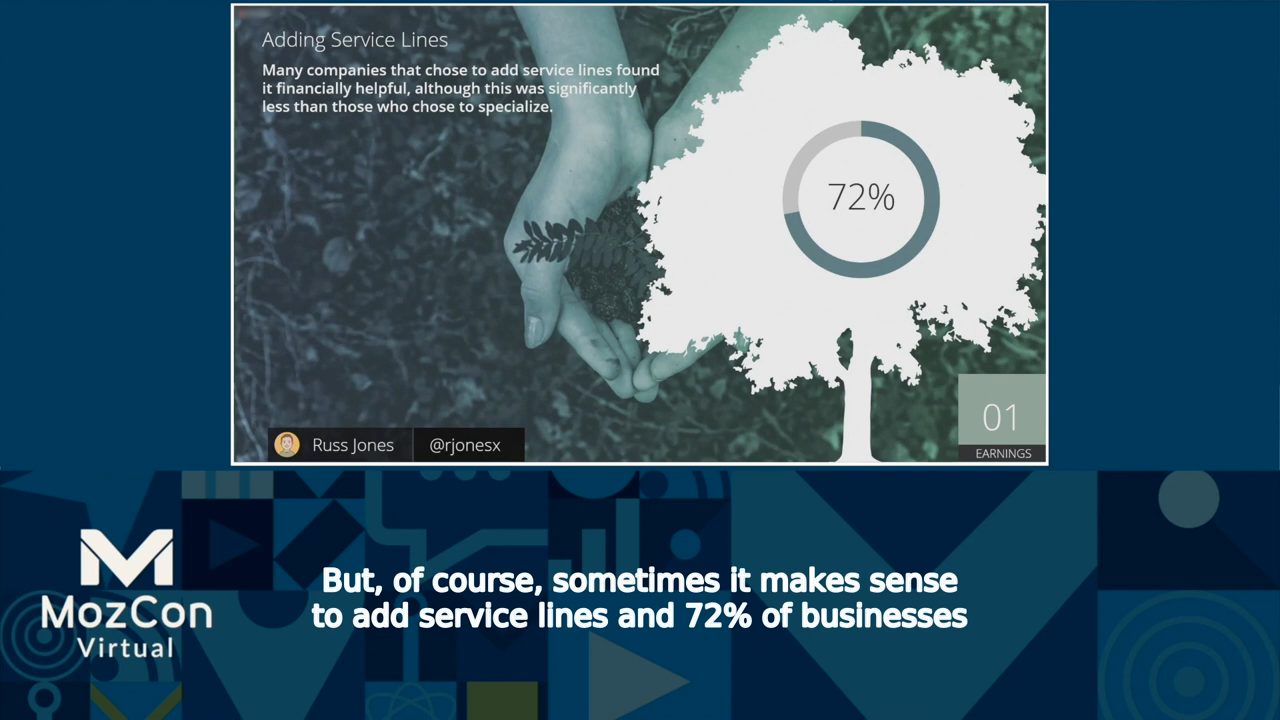 Adding Service Lines
Many companies that chose to add service lines found
it financially helpful, although this was significantly
less than those who chose to specialize.
72%
01
EARNINGS
Russ Jones
@rjonesx
MozCon
Virtual
But, of course, sometimes it makes sense
to add service lines and 72% of businesses